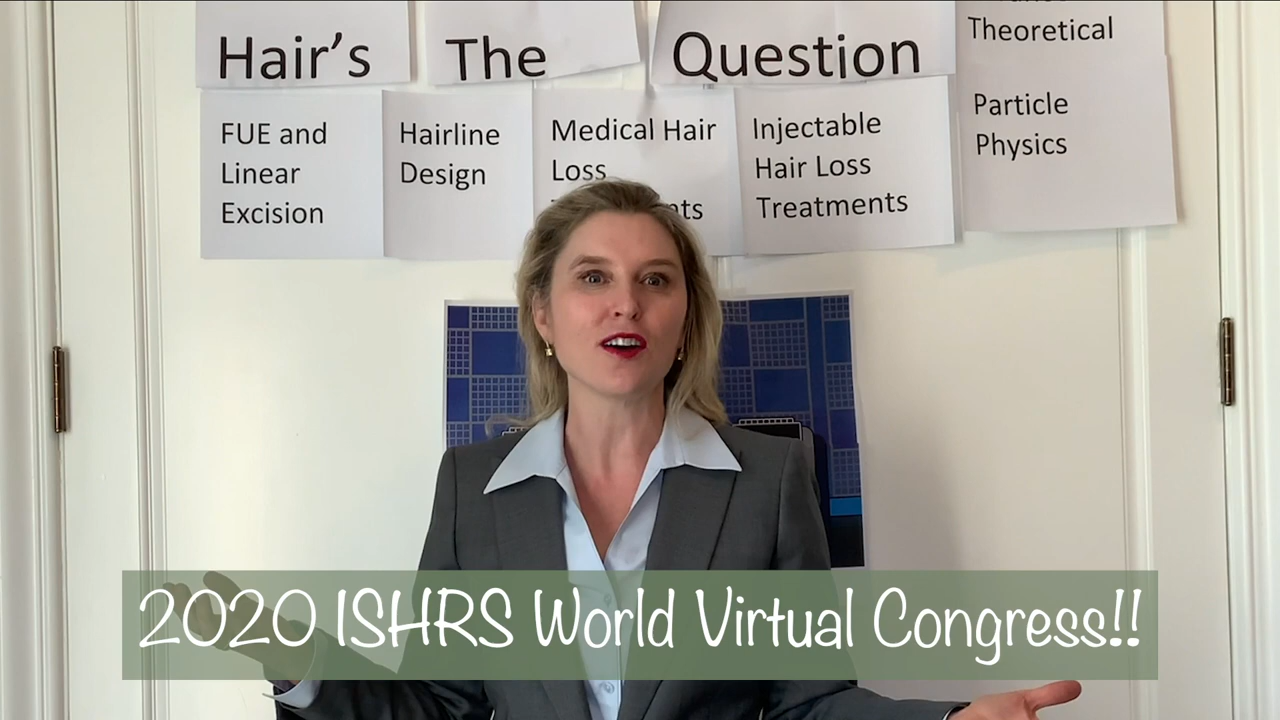 Hair's The Question
Theoretical
Particle
Physics
FUE and
Linear
Excision
Hairline
Design
Medical Hair
Loss
Injectable
Hair Loss
Treatments
2020 ISHRS World Virtual Congress!!